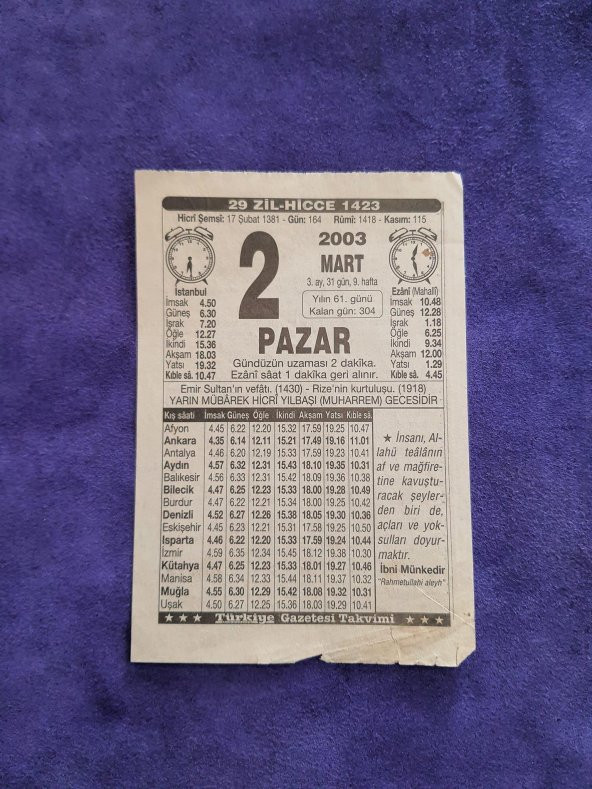 29 ZİL-HİCCE 1423
Hicrî Şemsî: 17 Şubat 1381 - Gün: 164 Rûmî: 1418 - Kasım: 115
İstanbul
İmsak 4.50
Güneş 6.30
İşrak 7.20
Öğle 12.27
İkindi 15.36
Akşam 18.03
Yatsı 19.32
Kıble sâ. 10.47
2
2003
MART
3. ay, 31 gün, 9. hafta
Yılın 61. günü
Kalan gün: 304
Ezânî (Mahallî)
İmsak 10.48
Güneş 12.28
İşrak 1.18
Öğle 6.25
İkindi 9.34
Akşam 12.00
Yatsı 1.29
Kıble sâ. 4.45
PAZAR
Gündüzün uzaması 2 dakîka.
Ezânî sâat 1 dakîka geri alınır.
Emir Sultan'ın vefâtı. (1430) - Rize'nin kurtuluşu. (1918)
YARIN MÜBÂREK HİCRÎ YILBAŞI (MUHARREM) GECESİDİR
Kış sâati İmsak Güneş Öğle İkindi Akşam Yatsı Kıble sâ.
Afyon 4.45 6.22 12.20 15.32 17.59 19.25 10.47
Ankara 4.35 6.14 12.11 15.21 17.49 19.16 11.01
Antalya 4.46 6.20 12.19 15.33 17.59 19.23 10.40
Aydın 4.57 6.32 12.31 15.43 18.10 19.35 10.31
Balıkesir 4.56 6.33 12.31 15.42 18.09 19.36 10.38
Bilecik 4.47 6.25 12.23 15.33 18.00 19.28 10.49
Burdur 4.47 6.22 12.21 15.34 18.00 19.25 10.42
Denizli 4.52 6.27 12.26 15.38 18.05 19.30 10.36
Eskişehir 4.45 6.23 12.21 15.31 17.58 19.25 10.50
Isparta 4.46 6.22 12.20 15.33 17.59 19.24 10.44
İzmir 4.59 6.35 12.34 15.45 18.12 19.38 10.30
Kütahya 4.47 6.25 12.23 15.33 18.01 19.27 10.46
Manisa 4.58 6.34 12.33 15.44 18.11 19.37 10.32
Muğla 4.55 6.30 12.29 15.42 18.08 19.32 10.31
Uşak 4.50 6.27 12.25 15.36 18.03 19.29 10.41
★ İnsanı, Al-
lahü teâlânın
af ve mağfire-
tine kavuştu-
racak şeyler-
den biri de,
açları ve yok-
sulları doyur-
maktır.
İbni Münkedir
"Rahmetullahi aleyh"
★ ★ ★ Türkiye Gazetesi Takvimi ★ ★ ★